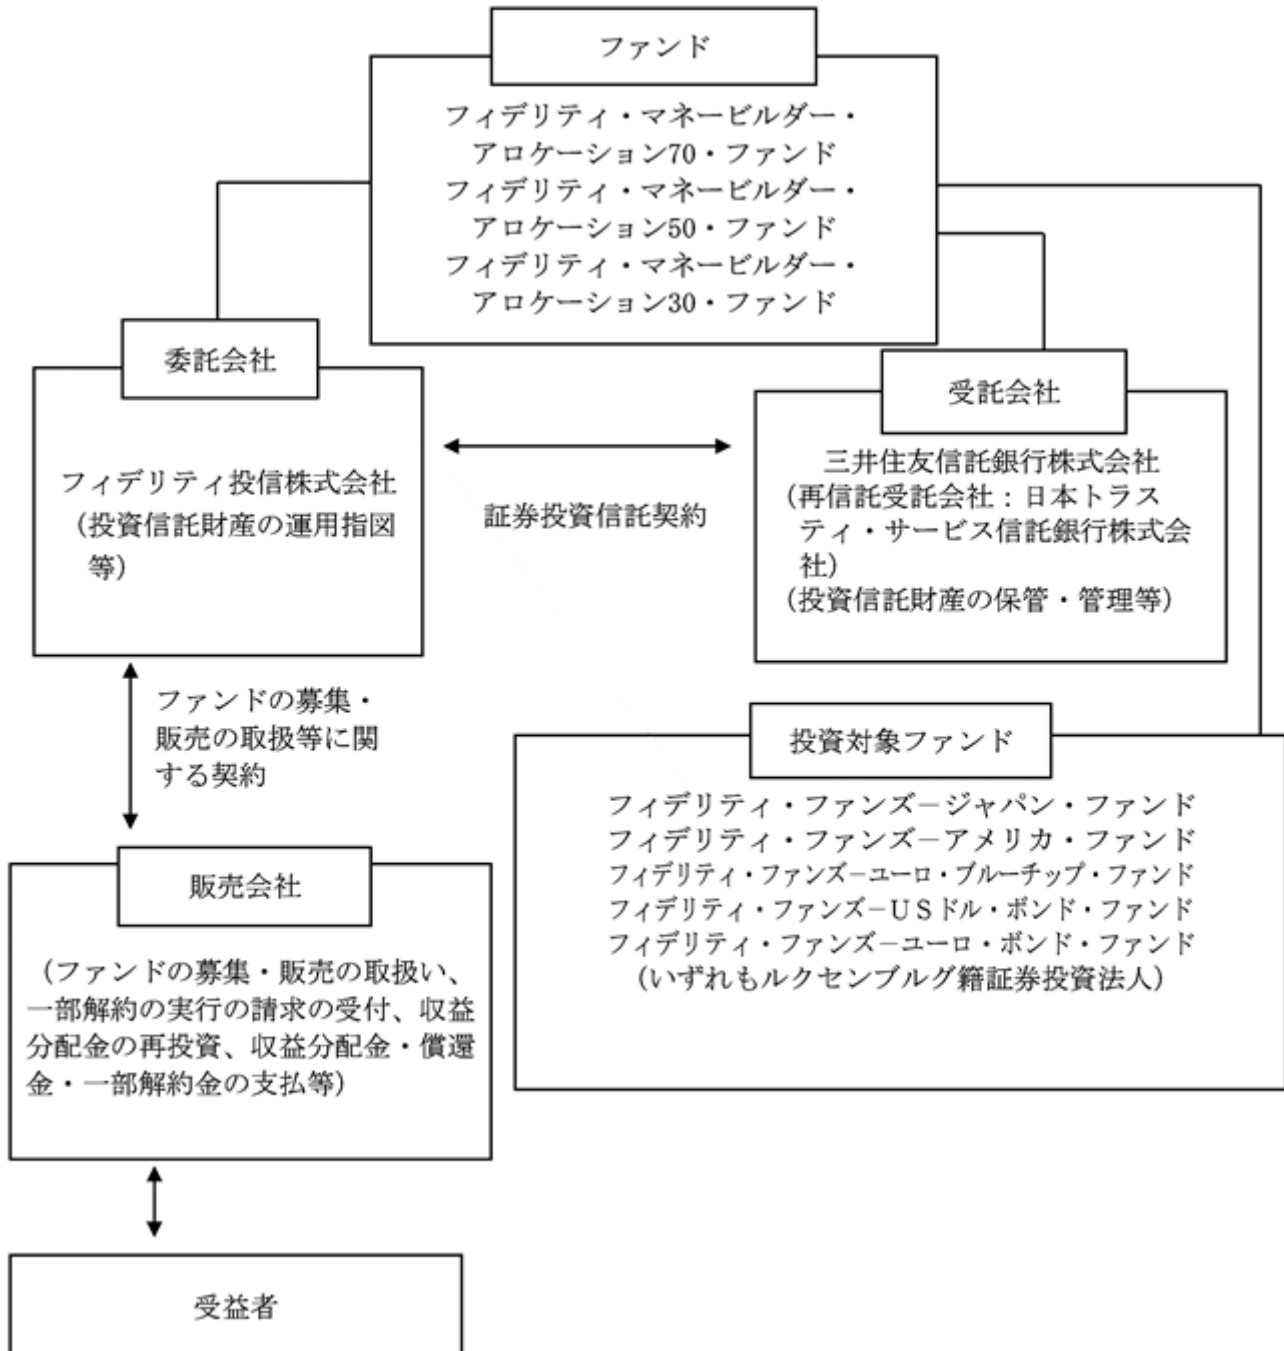 ファンド
フィデリティ・マネービルダー・
アロケーション70・ファンド
フィデリティ・マネービルダー・
アロケーション50・ファンド
フィデリティ・マネービルダー・
アロケーション30・ファンド
委託会社
フィデリティ投信株式会社
（投資信託財産の運用指図
等）
証券投資信託契約
受託会社
三井住友信託銀行株式会社
（再信託受託会社：日本トラス
ティ・サービス信託銀行株式会
社）
（投資信託財産の保管・管理等）
ファンドの募集・
販売の取扱等に関
する契約
投資対象ファンド
フィデリティ・ファンズ－ジャパン・ファンド
フィデリティ・ファンズ－アメリカ・ファンド
フィデリティ・ファンズ－ユーロ・ブルーチップ・ファンド
フィデリティ・ファンズ－ＵＳドル・ボンド・ファンド
フィデリティ・ファンズ－ユーロ・ボンド・ファンド
（いずれもルクセンブルグ籍証券投資法人）
販売会社
（ファンドの募集・販売の取扱い、
一部解約の実行の請求の受付、収益
分配金の再投資、収益分配金・償還
金・一部解約金の支払等）
受益者